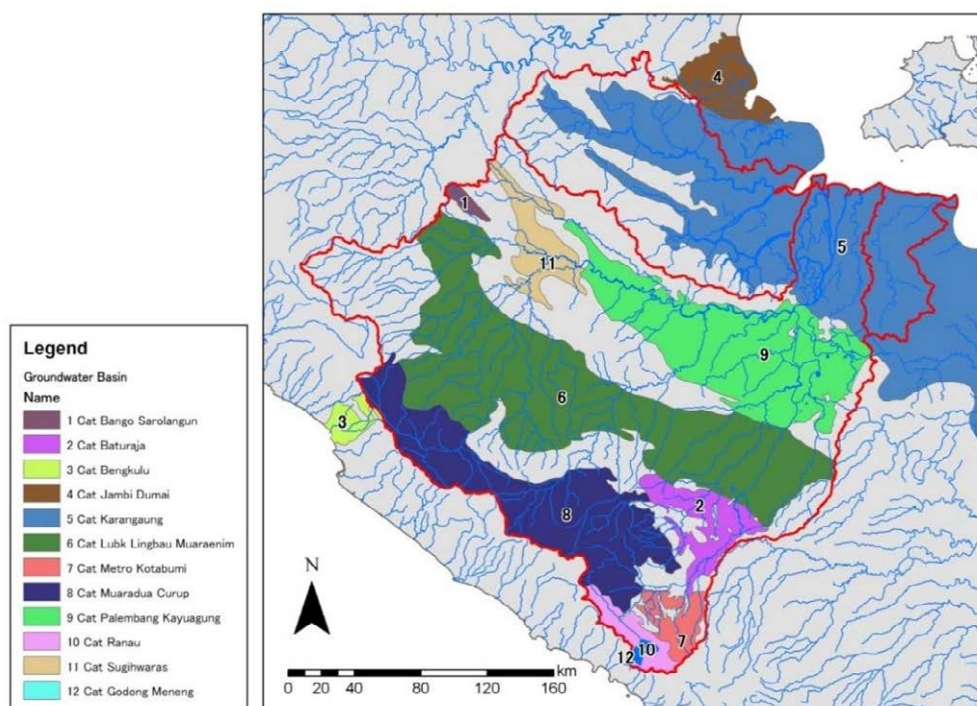 Legend
Groundwater Basin
Name
1 Cat Bango Sarolangun
2 Cat Baturaja
3 Cat Bengkulu
4 Cat Jambi Dumai
5 Cat Karangaung
6 Cat Lubk Lingbau Muaraenim
7 Cat Metro Kotabumi
8 Cat Muaradua Curup
9 Cat Palembang Kayuagung
10 Cat Ranau
11 Cat Sugihwaras
12 Cat Godong Meneng
4
1
5
11
9
6
3
2
8
N
7
10
12
km
0 20 40 80 120 160